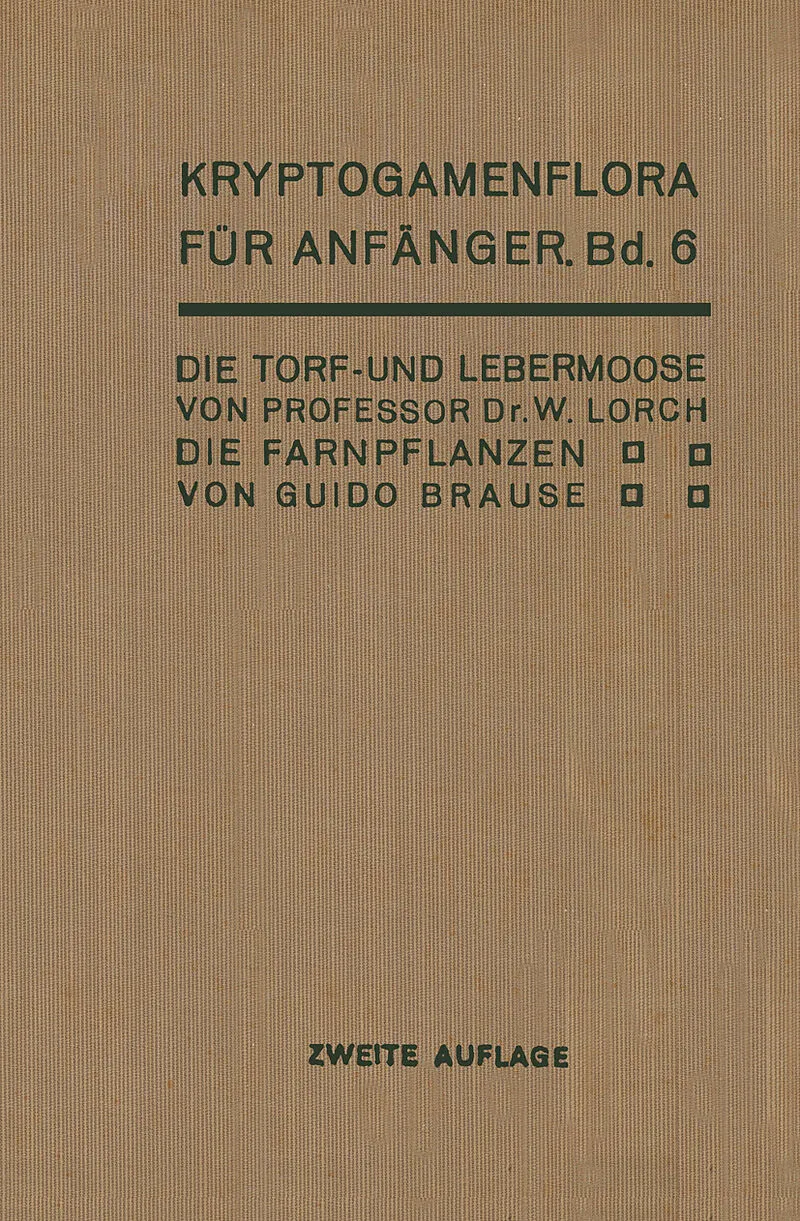 KRYPTOGAMENFLORA
FÜR ANFÄNGER. Bd. 6
DIE TORF-UND LEBERMOOSE
VON PROFESSOR Dr. W. LORCH
DIE FARNPFLANZEN
VON GUIDO BRAUSE
ZWEITE AUFLAGE